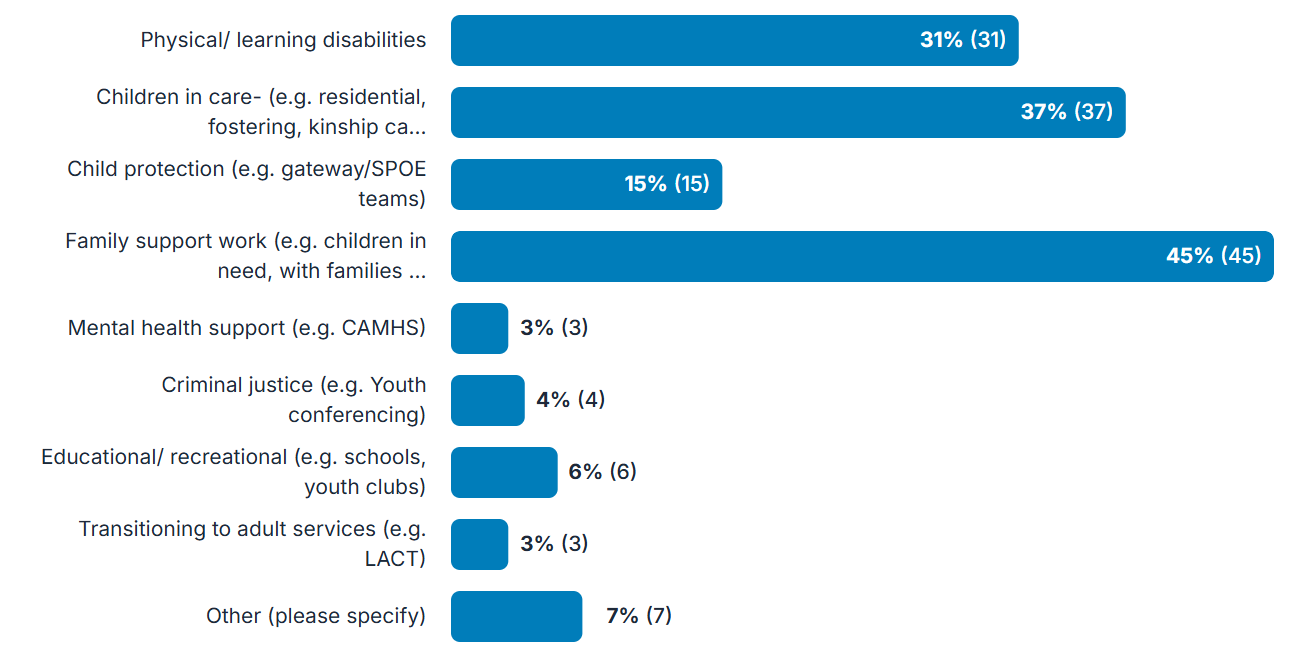 Physical/ learning disabilities
31% (31)
Children in care- (e.g. residential,
fostering, kinship ca...
37% (37)
Child protection (e.g. gateway/SPOE
teams)
15% (15)
Family support work (e.g. children in
need, with families ...
45% (45)
Mental health support (e.g. CAMHS)
3% (3)
Criminal justice (e.g. Youth
conferencing)
4% (4)
Educational/ recreational (e.g. schools,
youth clubs)
6% (6)
Transitioning to adult services (e.g.
LACT)
3% (3)
Other (please specify)
7% (7)